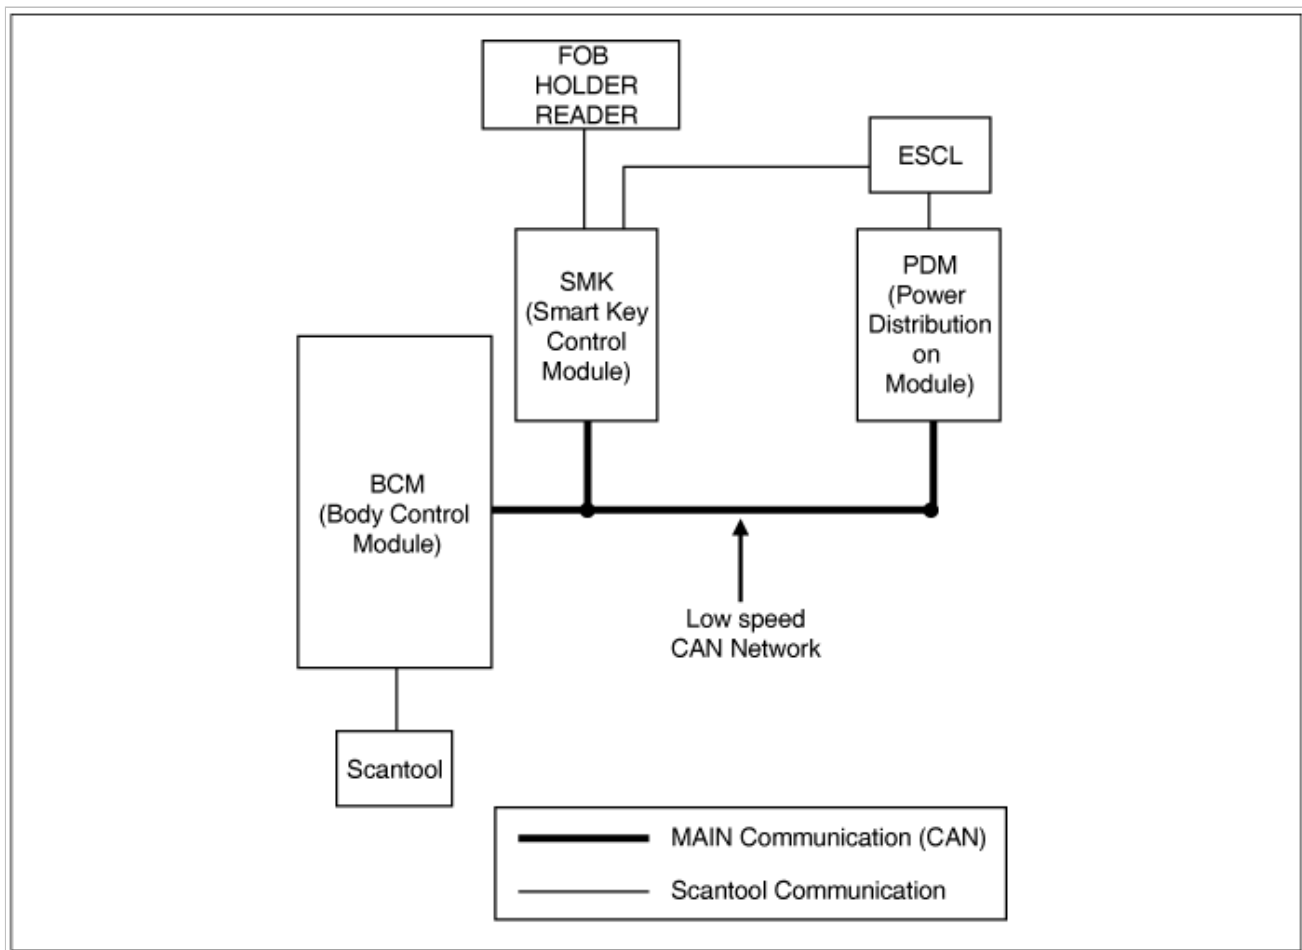 FOB
HOLDER
READER
ESCL
SMK
(Smart Key
Control
Module)
PDM
(Power
Distribution
on
Module)
BCM
(Body Control
Module)
Low speed
CAN Network
Scantool
MAIN Communication (CAN)
Scantool Communication